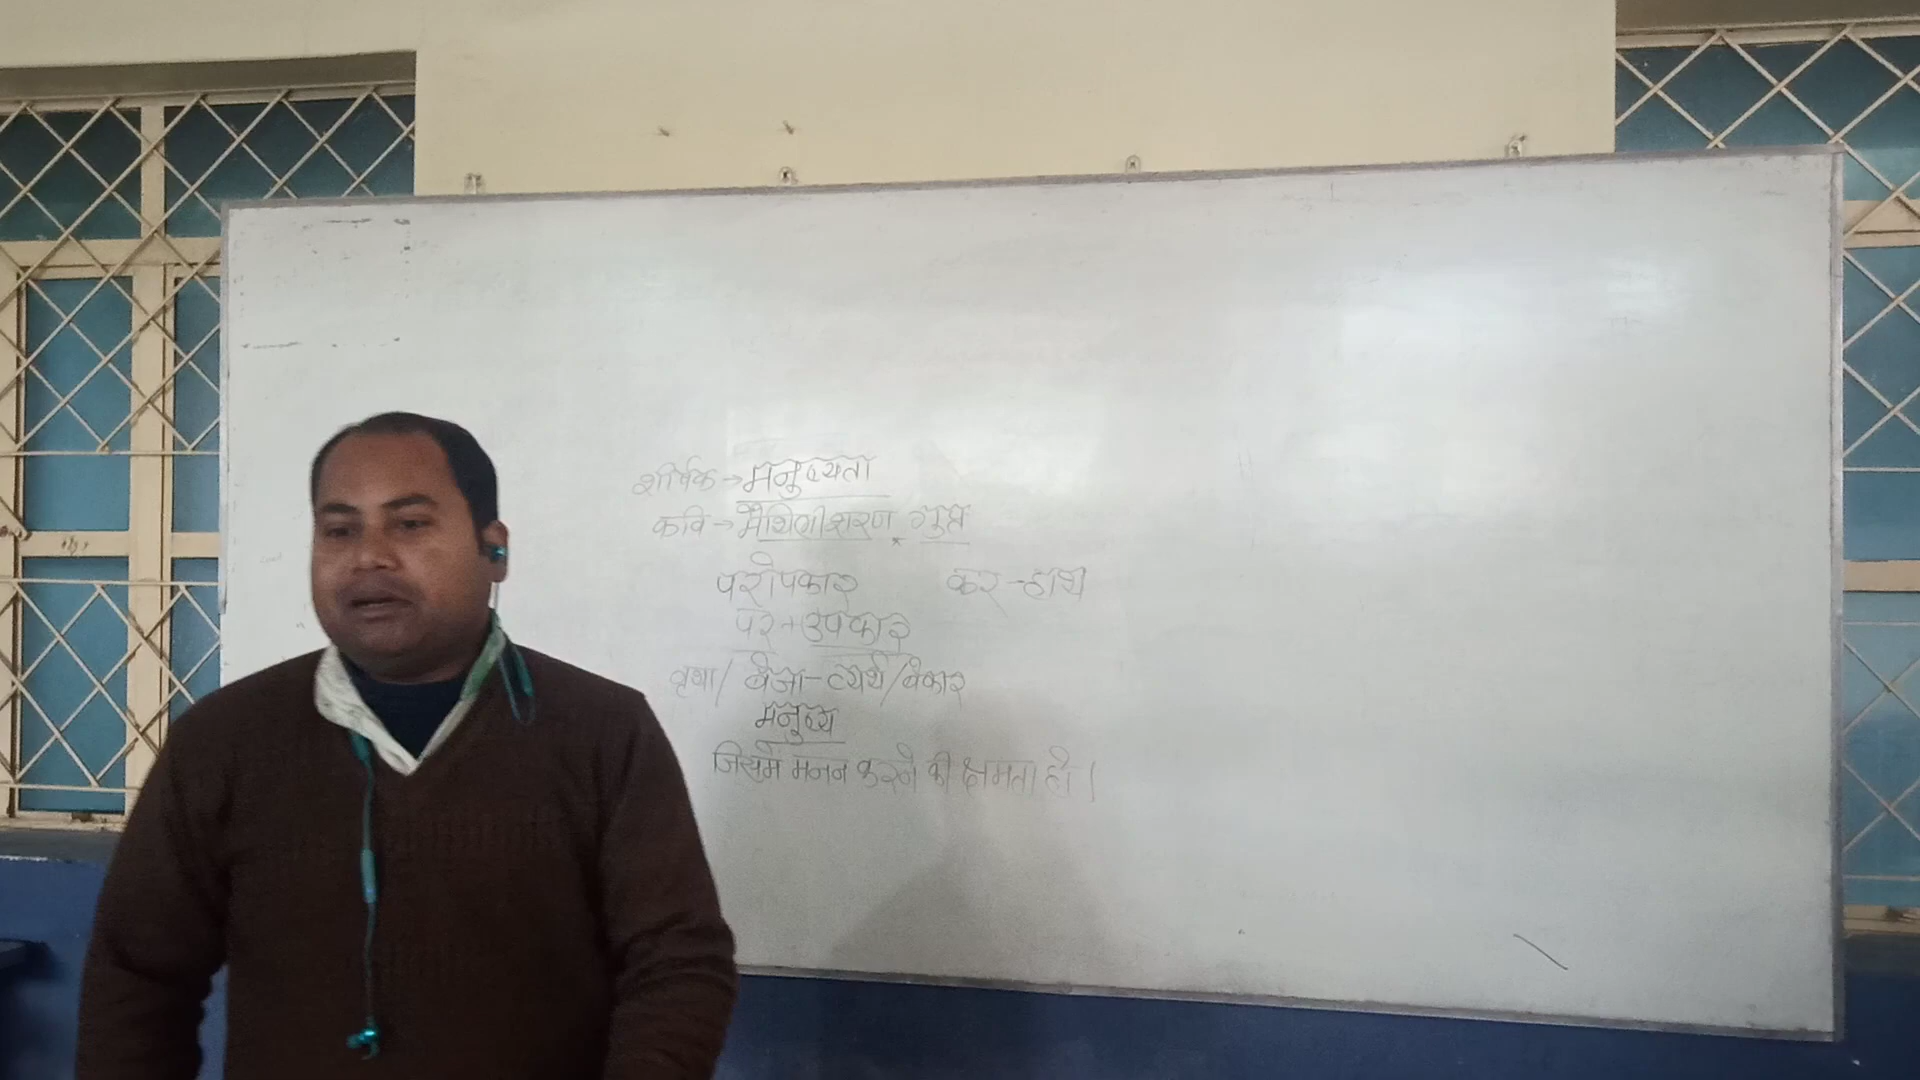 शीर्षक → मनुष्यता
कवि → मैथिलीशरण गुप्त
परोपकार कर - हाथ
पर + उपकार
वृथा / बेजा - व्यर्थ / बेकार
मनुष्य
जिसमें मनन करने की क्षमता हो ।